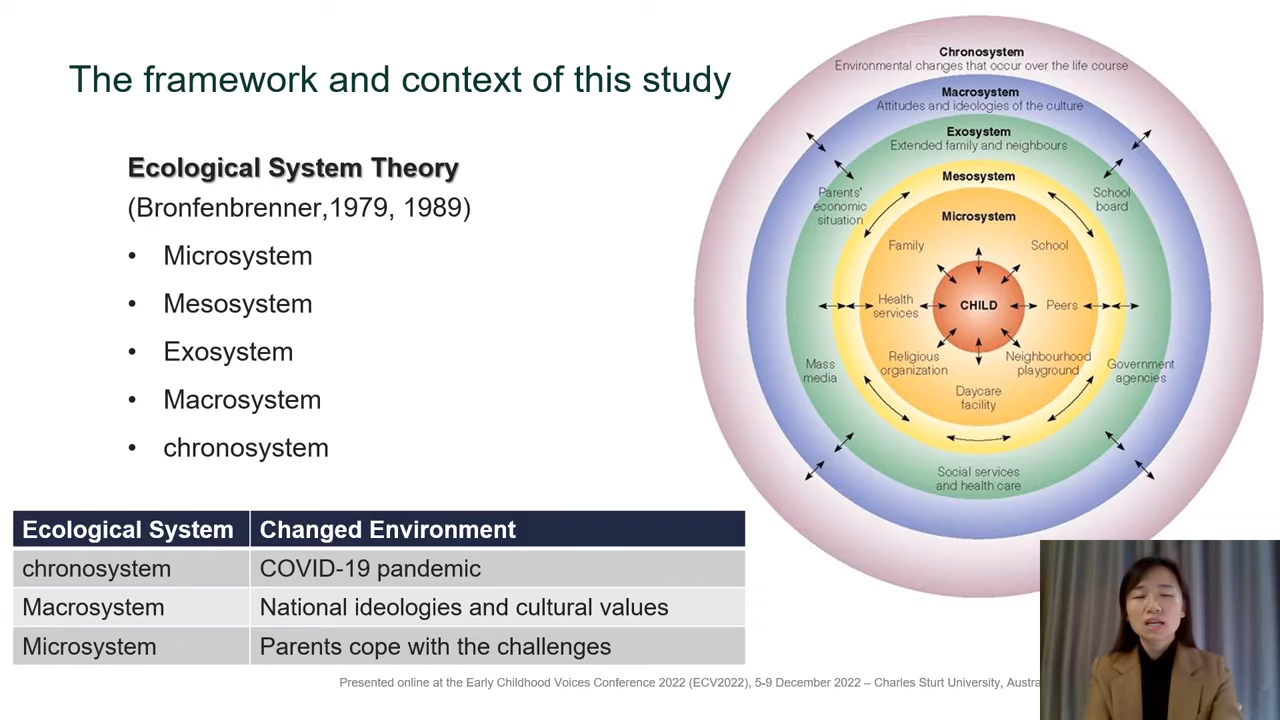 The framework and context of this study
Ecological System Theory
(Bronfenbrenner,1979, 1989)
• Microsystem
• Mesosystem
• Exosystem
• Macrosystem
• chronosystem
Ecological System Changed Environment
chronosystem COVID-19 pandemic
Macrosystem National ideologies and cultural values
Microsystem Parents cope with the challenges
Chronosystem
Environmental changes that occur over the life course
Macrosystem
Attitudes and ideologies of the culture
Exosystem
Extended family and neighbours
Mesosystem
Parents'
economic
situation
School
board
Microsystem
Family
School
Health
services
CHILD
Peers
Religious
organization
Neighbourhood
playground
Daycare
facility
Mass
media
Government
agencies
Social services
and health care
Presented online at the Early Childhood Voices Conference 2022 (ECV2022), 5-9 December 2022 – Charles Sturt University, Austra